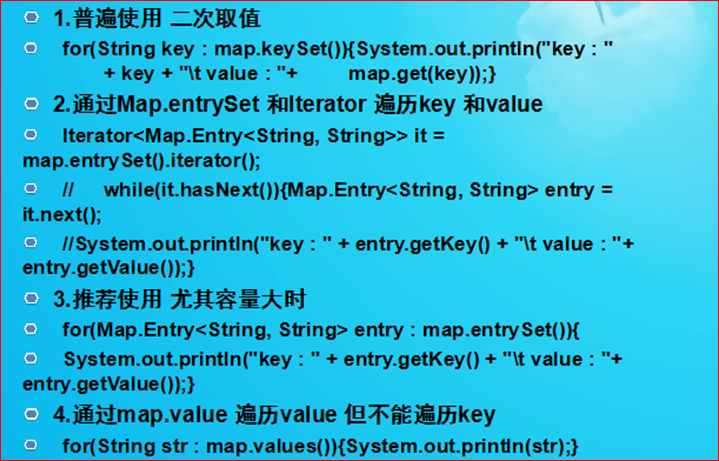 1.普遍使用 二次取值
for(String key : map.keySet()){System.out.println("key : "
+ key + "\t value : "+ map.get(key));}
2.通过Map.entrySet 和Iterator 遍历key 和value
Iterator<Map.Entry<String, String>> it =
map.entrySet().iterator();
// while(it.hasNext()){Map.Entry<String, String> entry =
it.next();
//System.out.println("key : " + entry.getKey() + "\t value : "+
entry.getValue());}
3.推荐使用 尤其容量大时
for(Map.Entry<String, String> entry : map.entrySet()){
System.out.println("key : " + entry.getKey() + "\t value : "+
entry.getValue());}
4.通过map.value 遍历value 但不能遍历key
for(String str : map.values()){System.out.println(str);}